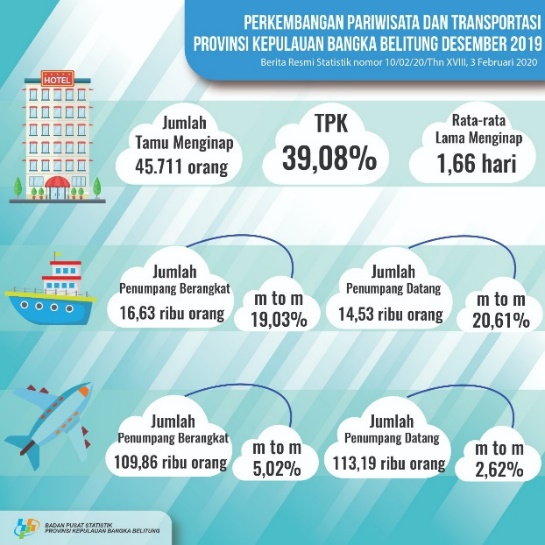 PERKEMBANGAN PARIWISATA DAN TRANSPORTASI
PROVINSI KEPULAUAN BANGKA BELITUNG DESEMBER 2019
Berita Resmi Statistik nomor 10/02/20/Thn XVIII, 3 Februari 2020
HOTEL
Jumlah
Tamu Menginap
45.711 orang
TPK
39,08%
Rata-rata
Lama Menginap
1,66 hari
Jumlah
Penumpang Berangkat
16,63 ribu orang
m to m
19,03%
Jumlah
Penumpang Datang
14,53 ribu orang
m to m
20,61%
Jumlah
Penumpang Berangkat
109,86 ribu orang
m to m
5,02%
Jumlah
Penumpang Datang
113,19 ribu orang
m to m
2,62%
BADAN PUSAT STATISTIK
PROVINSI KEPULAUAN BANGKA BELITUNG